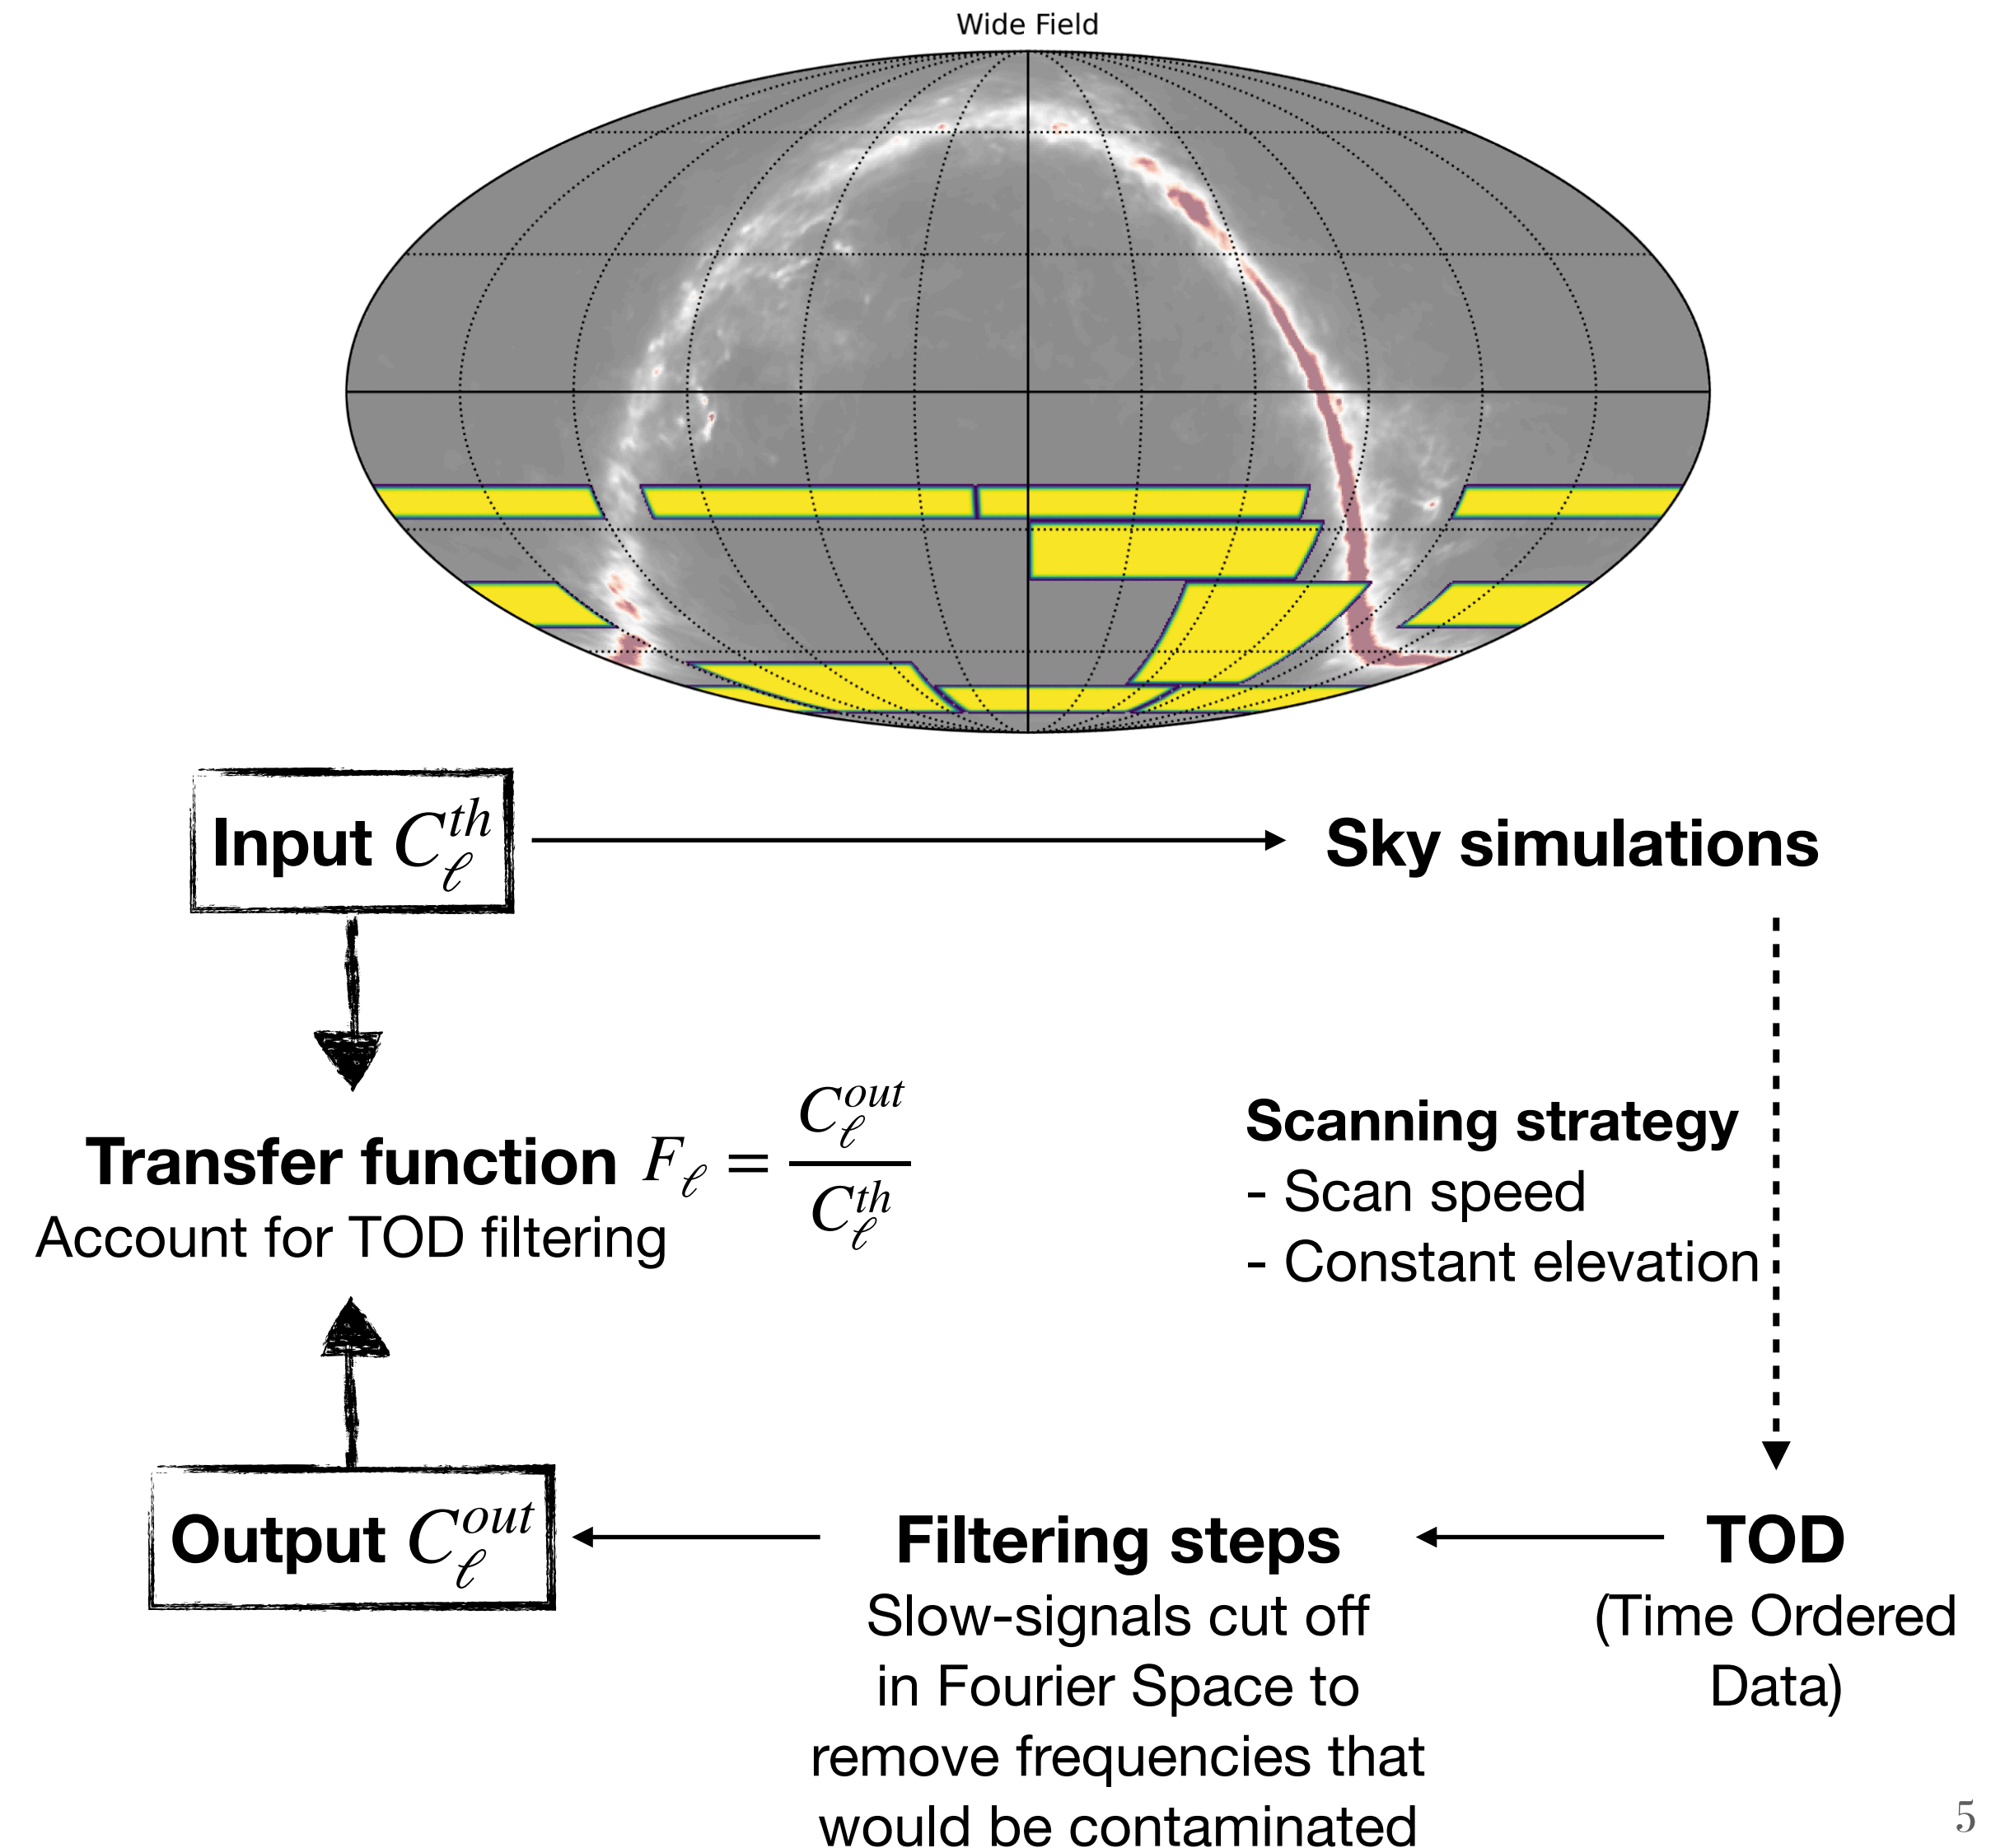 Wide Field
Input $C_\ell^{th}$
Sky simulations
Transfer function $F_\ell = \frac{C_\ell^{out}}{C_\ell^{th}}$
Account for TOD filtering
Scanning strategy
- Scan speed
- Constant elevation
Output $C_\ell^{out}$
Filtering steps
Slow-signals cut off
in Fourier Space to
remove frequencies that
would be contaminated
TOD
(Time Ordered
Data)
5